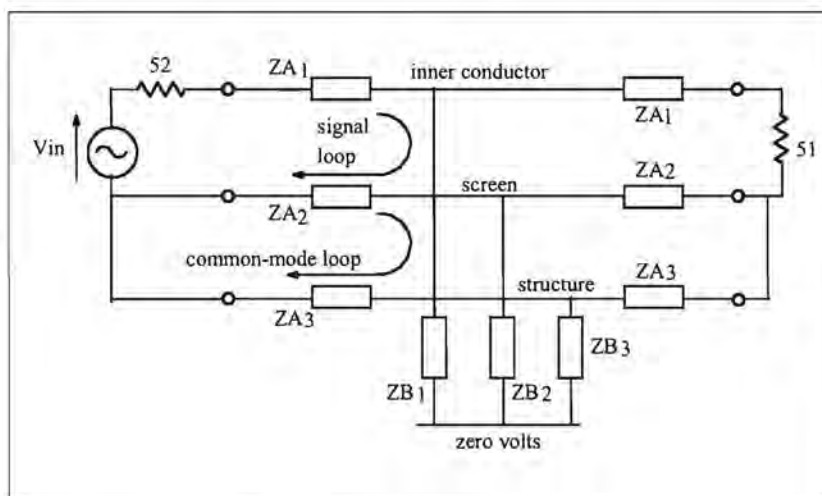 52
ZA1
inner conductor
ZA1
Vin
signal
loop
51
ZA2
screen
ZA2
common-mode loop
structure
ZA3
ZA3
ZB1
ZB2
ZB3
zero volts